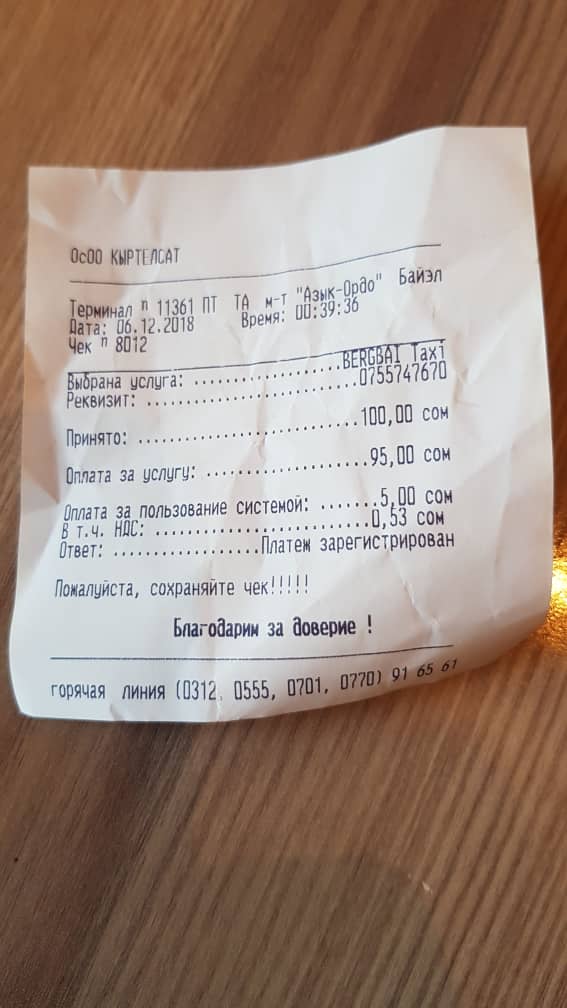 ОсОО КЫРТЕЛСАТ
Терминал n 11361 ПТ ТА м-т "Азык-Ордо" Байэл
Дата: 06.12.2018 Время: 00:39:36
Чек n 8012
Выбрана услуга: ..................BERGBAI Taxi
Реквизит: ..........................0755747670
Принято: ...........................100,00 сом
Оплата за услугу: ...................95,00 сом
Оплата за пользование системой: .......5,00 сом
В т.ч. НДС: ...........................0,53 сом
Ответ: ..................Платеж зарегистрирован
Пожалуйста, сохраняйте чек!!!!!
Благодарим за доверие !
горячая линия (0312, 0555, 0701, 0770) 91 65 61